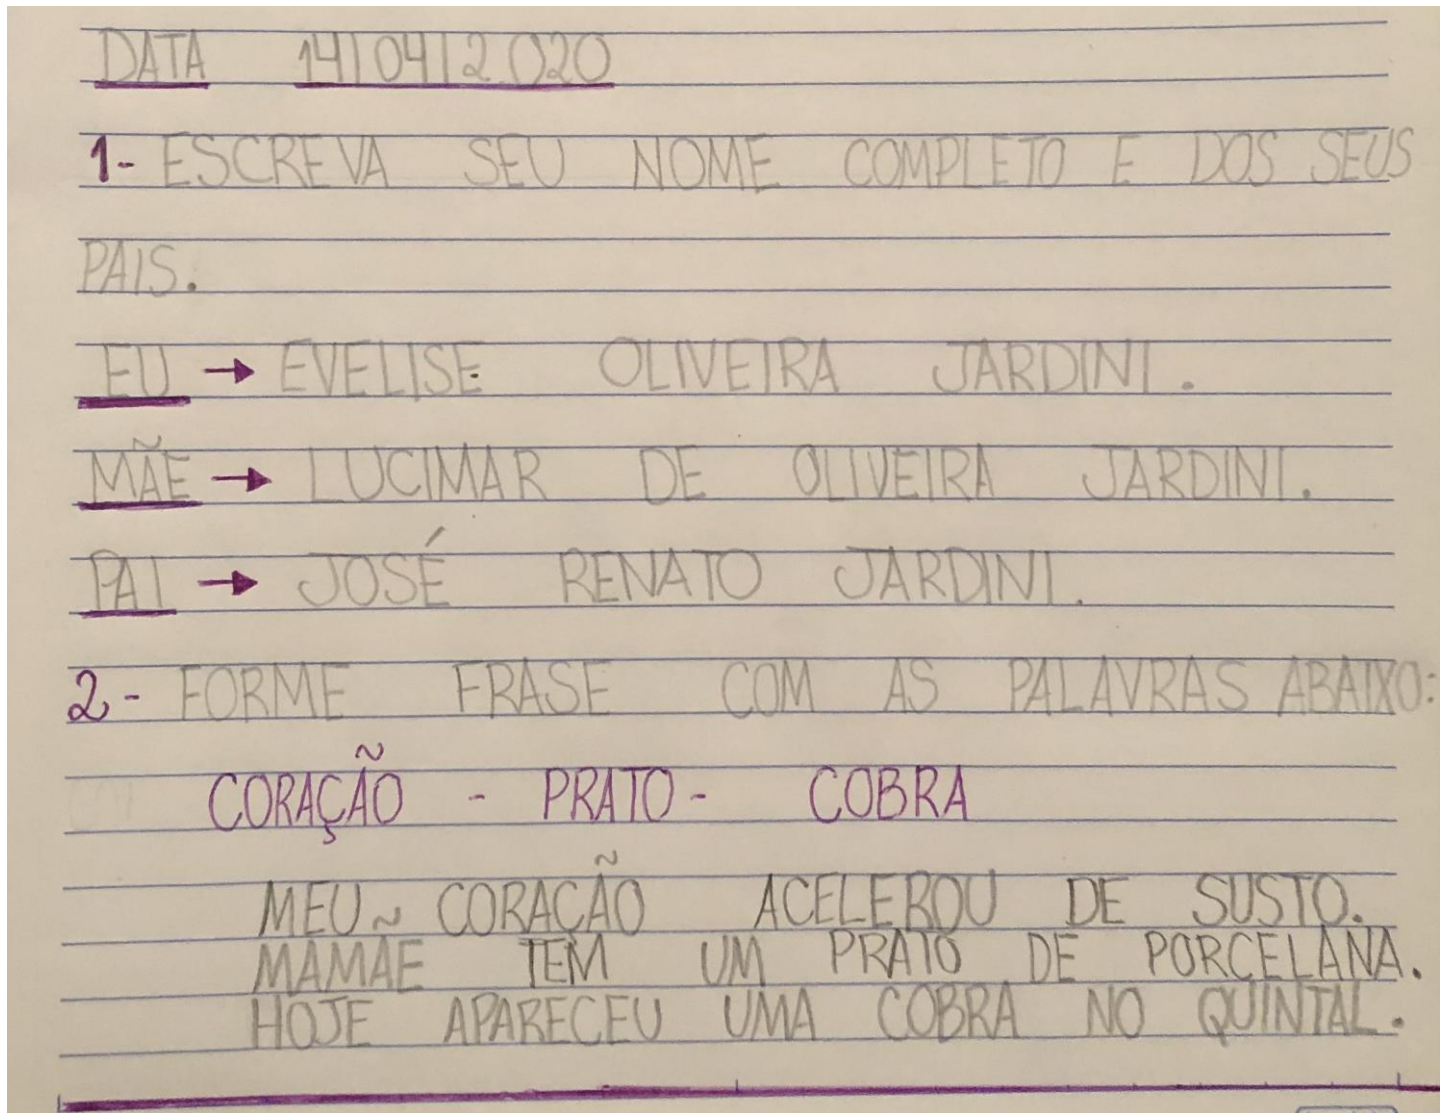 DATA 14/04/2020
1- ESCREVA SEU NOME COMPLETO E DOS SEUS
PAIS.
EU → EVELISE OLIVEIRA JARDINI.
MÃE → LUCIMAR DE OLIVEIRA JARDINI.
PAI → JOSÉ RENATO JARDINI.
2- FORME FRASE COM AS PALAVRAS ABAIXO:
CORAÇÃO - PRATO - COBRA
MEU CORAÇÃO ACELEROU DE SUSTO.
MAMÃE TEM UM PRATO DE PORCELANA.
HOJE APARECEU UMA COBRA NO QUINTAL.